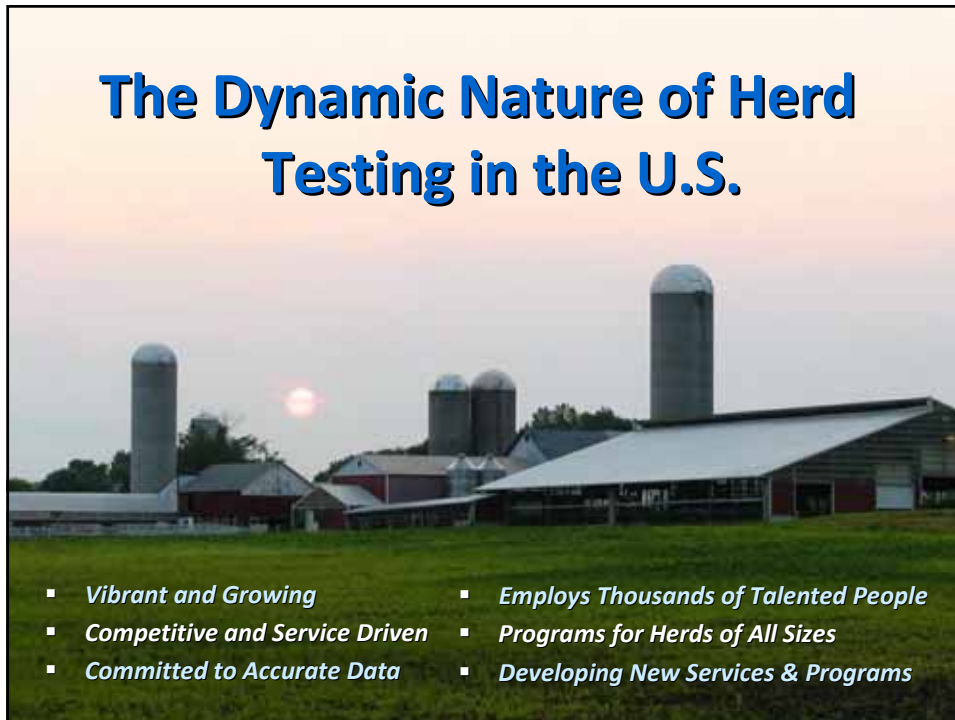 The Dynamic Nature of Herd
Testing in the U.S.
▪ Vibrant and Growing
▪ Competitive and Service Driven
▪ Committed to Accurate Data
▪ Employs Thousands of Talented People
▪ Programs for Herds of All Sizes
▪ Developing New Services & Programs